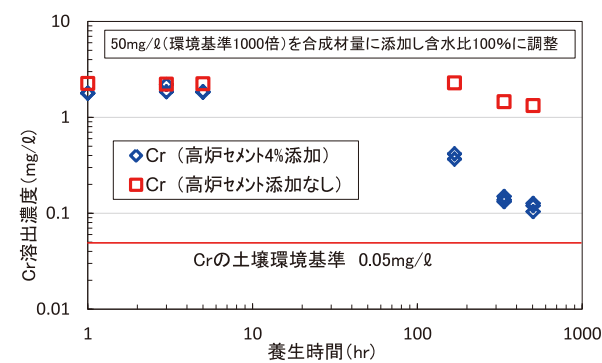 10
1
0.1
0.01
Cr溶出濃度(mg/ℓ)
50mg/ℓ(環境基準1000倍)を合成材量に添加し含水比100%に調整
Cr (高炉セメント4%添加)
Cr (高炉セメント添加なし)
Crの土壌環境基準 0.05mg/ℓ
1 10 100 1000
養生時間(hr)